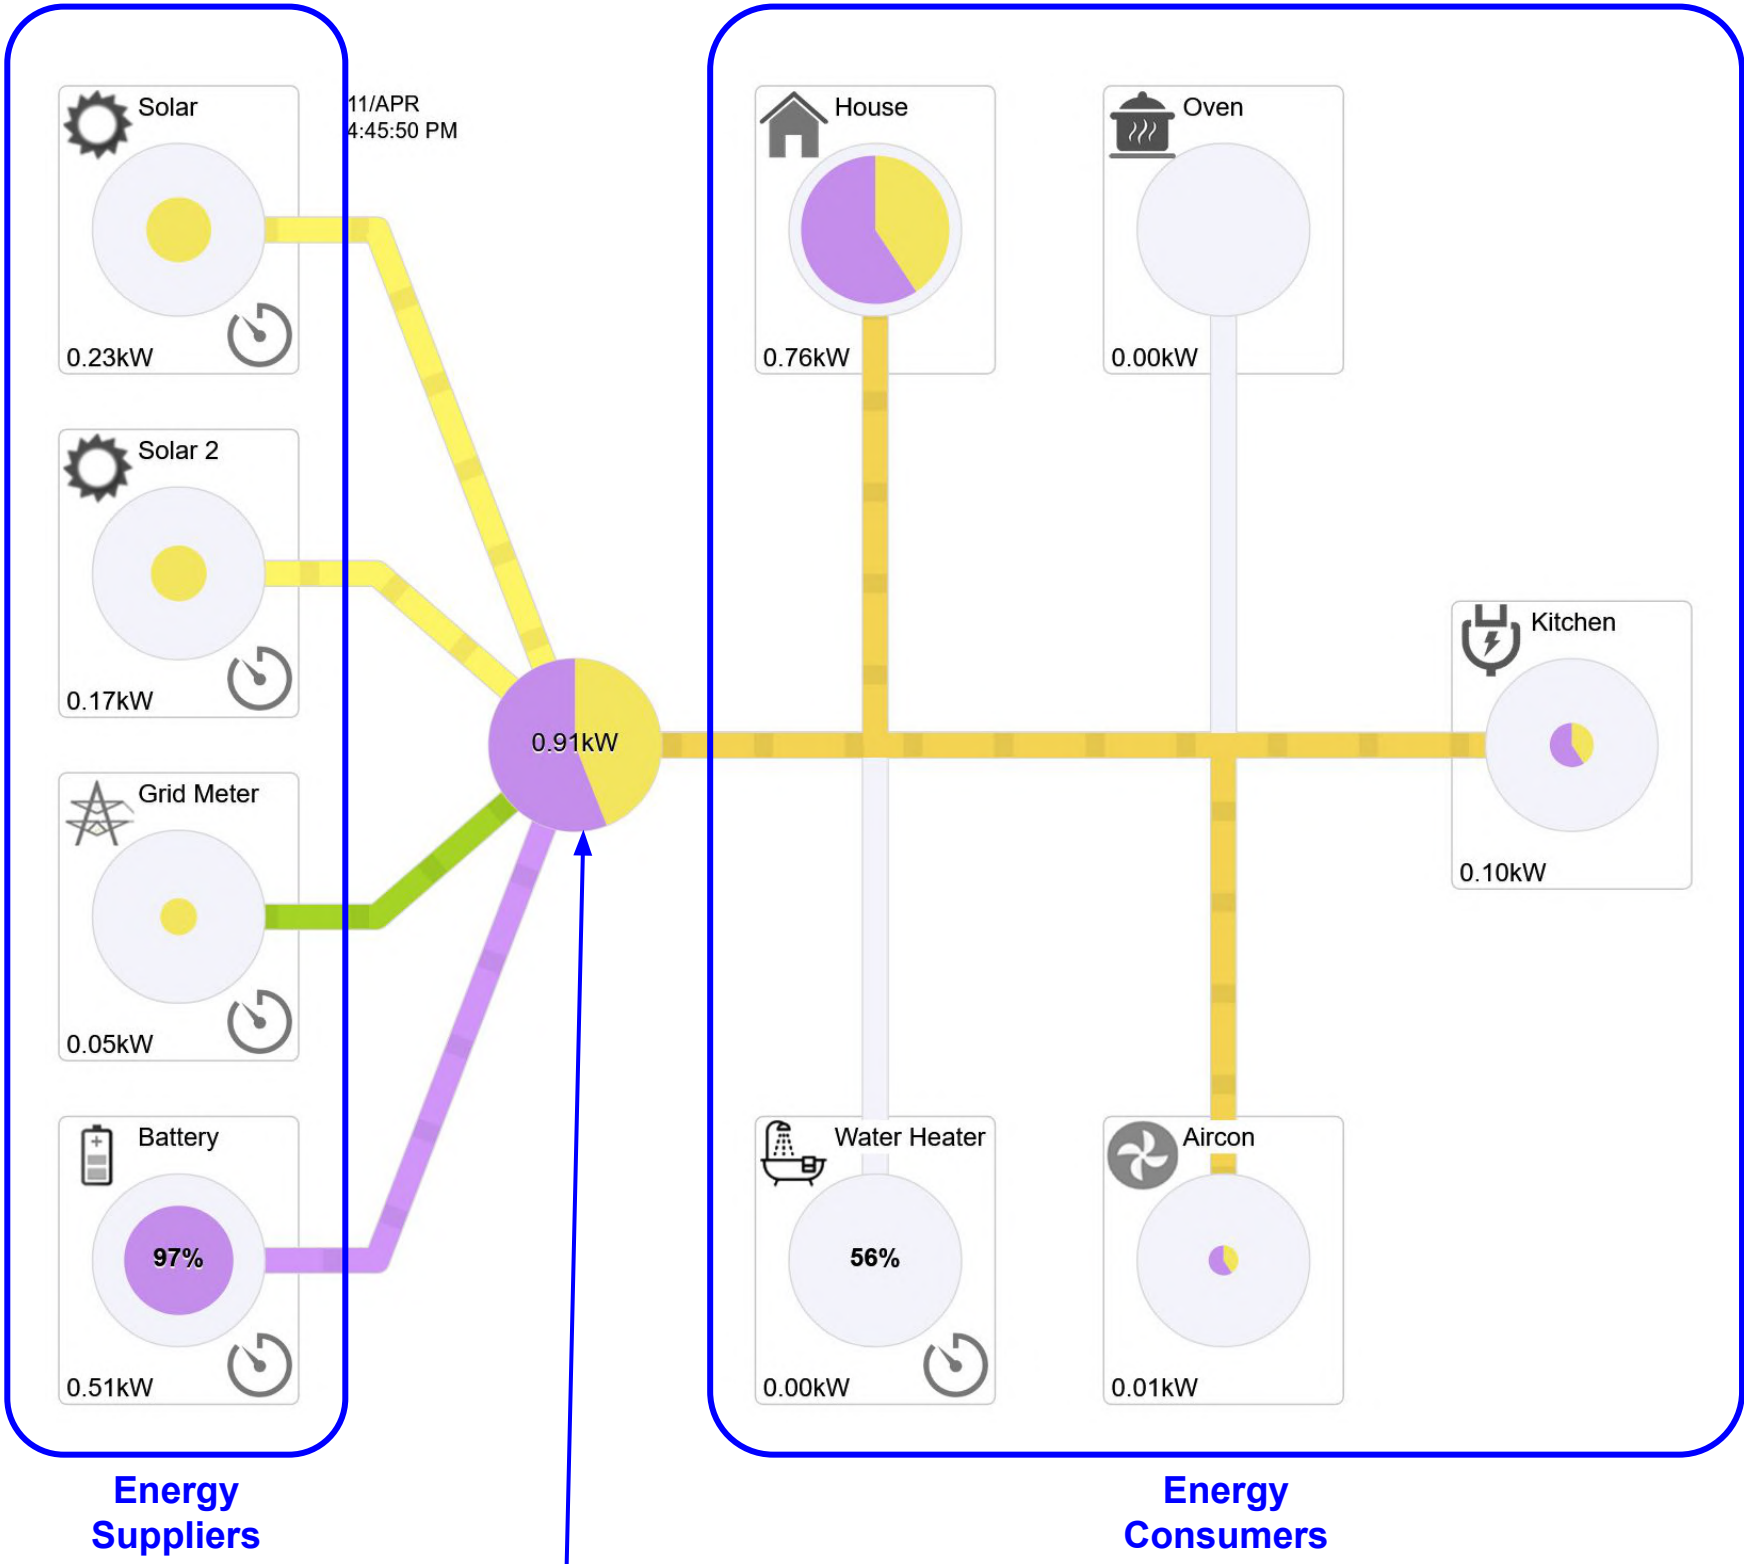 Solar
0.23kW
11/APR
4:45:50 PM
Solar 2
0.17kW
Grid Meter
0.05kW
Battery
97%
0.51kW
0.91kW
House
0.76kW
Oven
0.00kW
Kitchen
0.10kW
Water Heater
56%
0.00kW
Aircon
0.01kW
Energy
Suppliers
Energy
Consumers